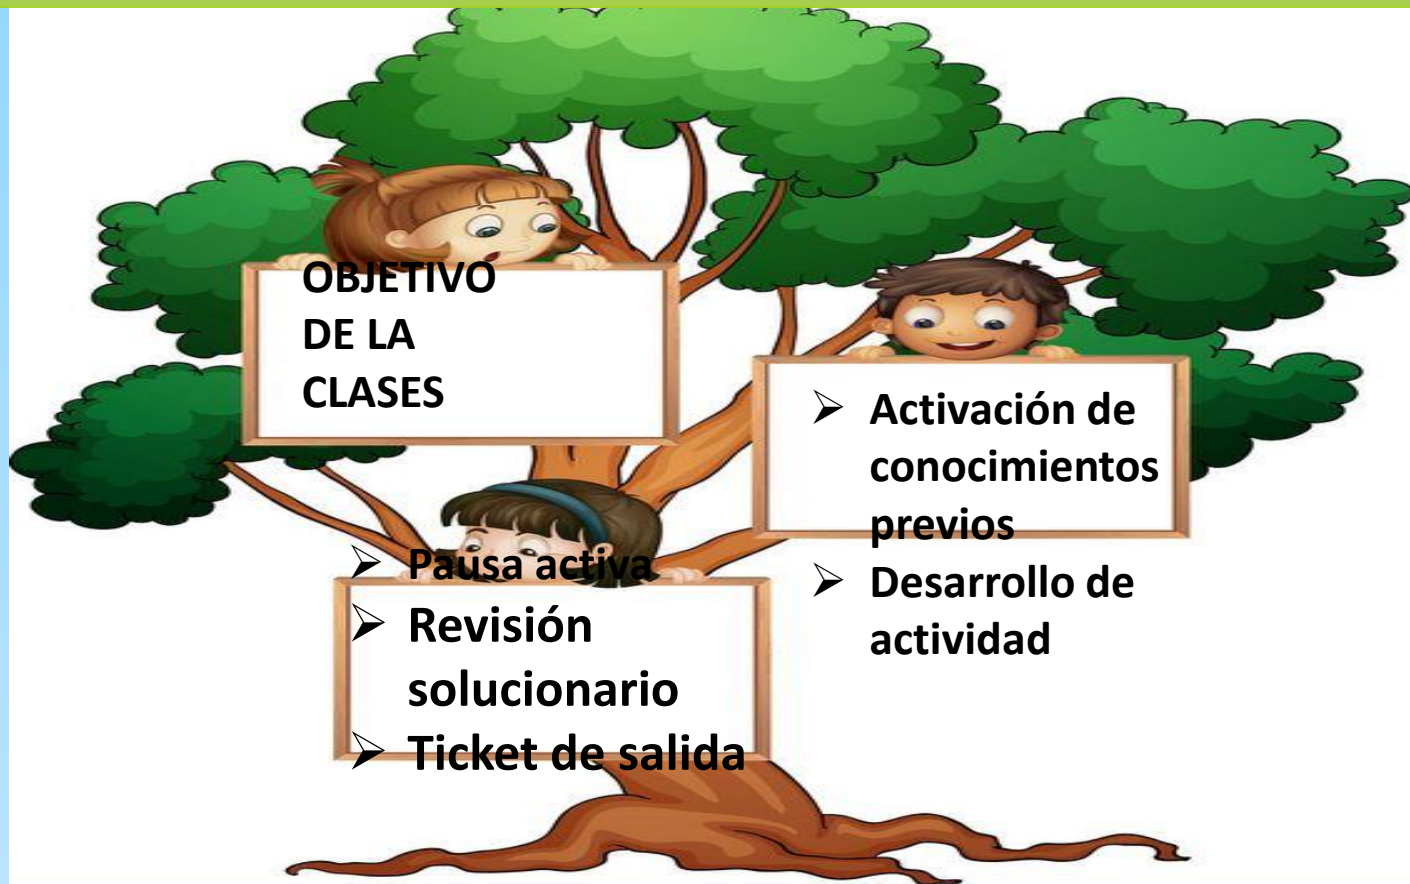 OBJETIVO
DE LA
CLASES
➢ Activación de
conocimientos
previos
➢ Desarrollo de
actividad
➢ Pausa activa
➢ Revisión
solucionario
➢ Ticket de salida